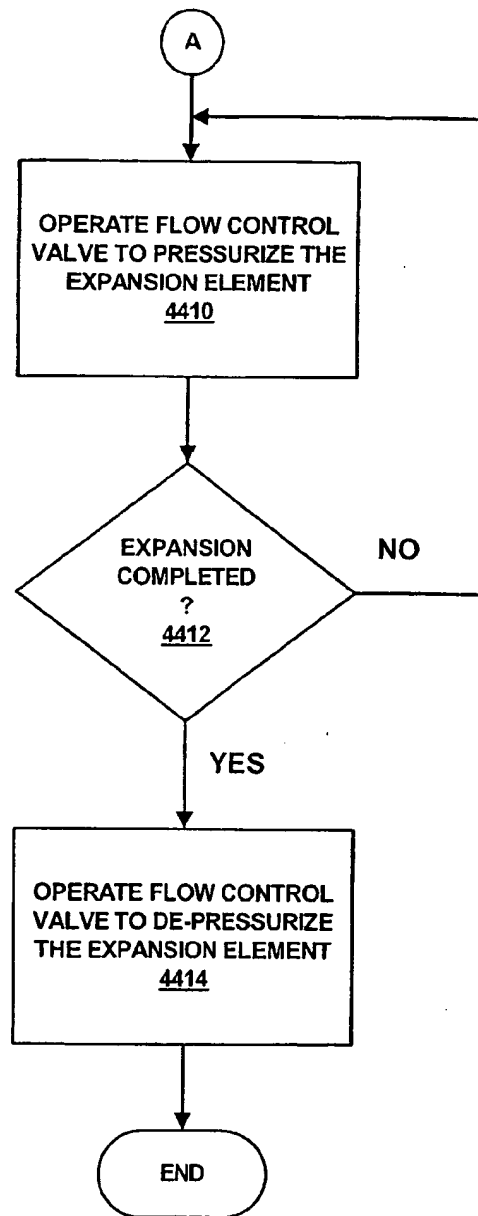 A
OPERATE FLOW CONTROL
VALVE TO PRESSURIZE THE
EXPANSION ELEMENT
4410
EXPANSION
COMPLETED
?
4412
NO
YES
OPERATE FLOW CONTROL
VALVE TO DE-PRESSURIZE
THE EXPANSION ELEMENT
4414
END